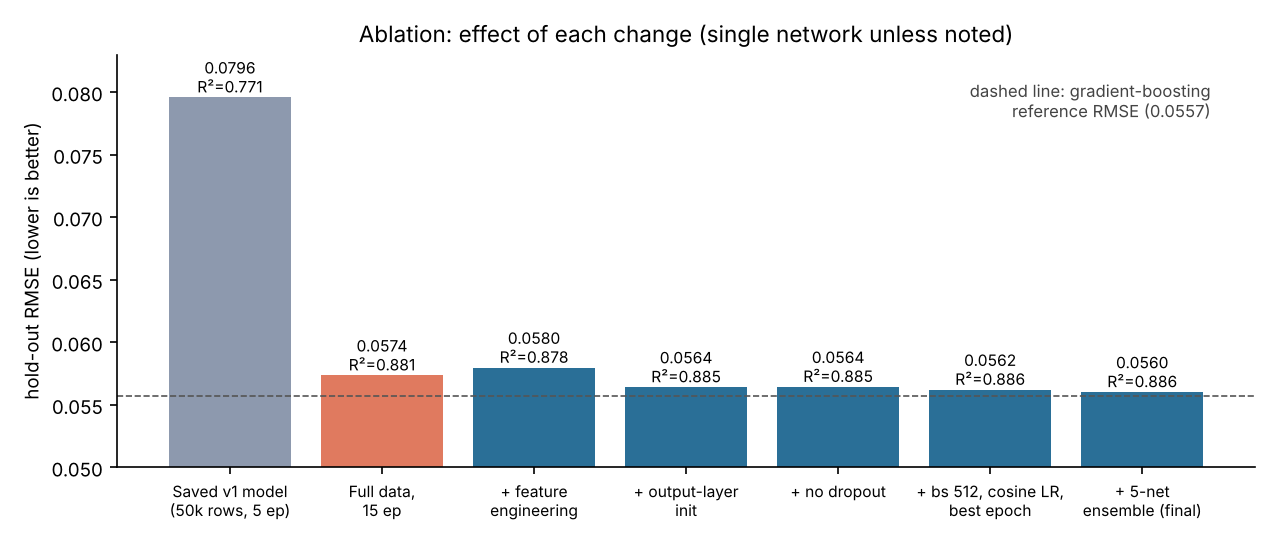 Ablation: effect of each change (single network unless noted)
dashed line: gradient-boosting
reference RMSE (0.0557)
hold-out RMSE (lower is better)
0.080
0.075
0.070
0.065
0.060
0.055
0.050
0.0796
R²=0.771
0.0574
R²=0.881
0.0580
R²=0.878
0.0564
R²=0.885
0.0564
R²=0.885
0.0562
R²=0.886
0.0560
R²=0.886
Saved v1 model
(50k rows, 5 ep)
Full data,
15 ep
+ feature
engineering
+ output-layer
init
+ no dropout
+ bs 512, cosine LR,
best epoch
+ 5-net
ensemble (final)